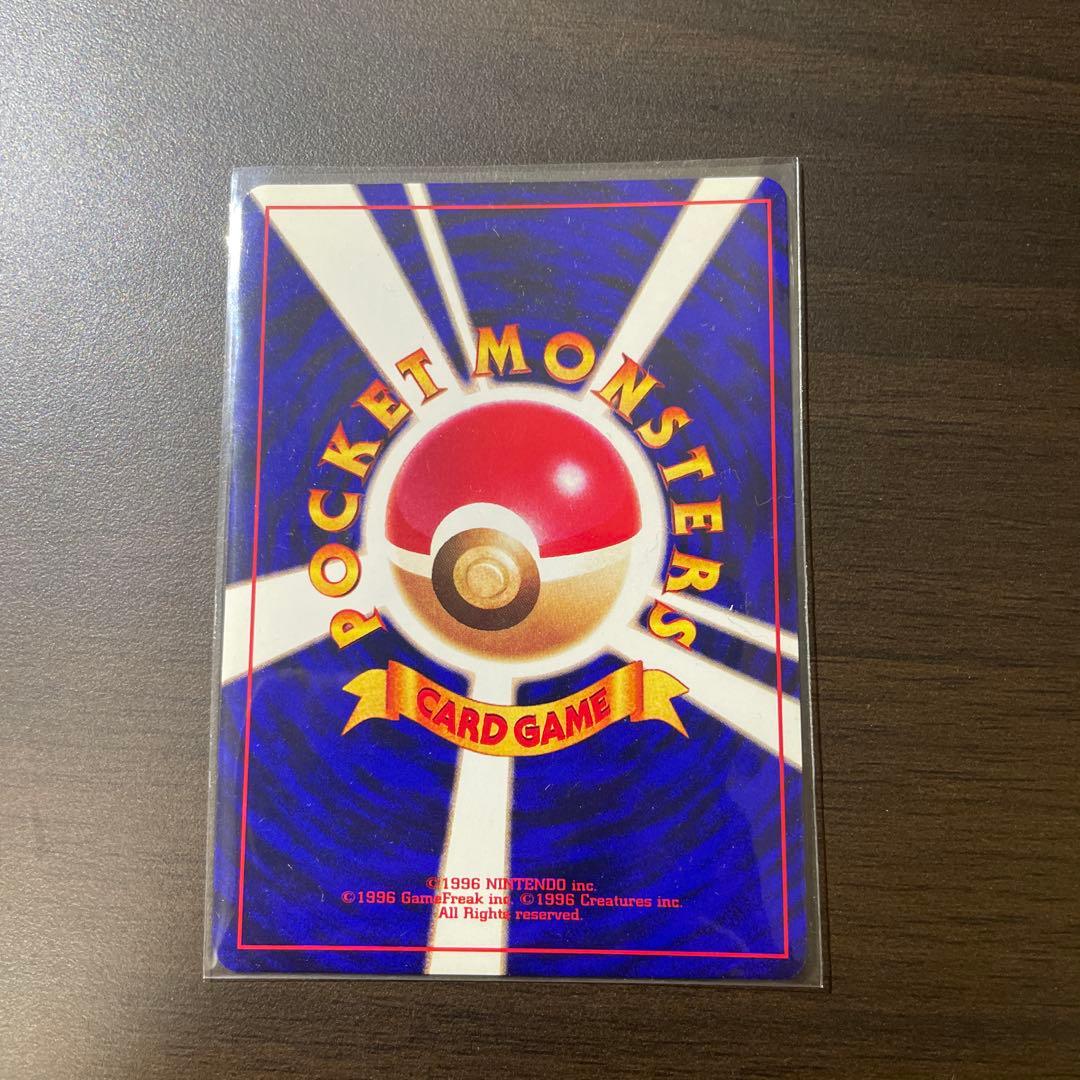 POCKET MONSTERS
CARD GAME
©1996 NINTENDO inc.
©1996 GameFreak inc. ©1996 Creatures inc.
All Rights reserved.